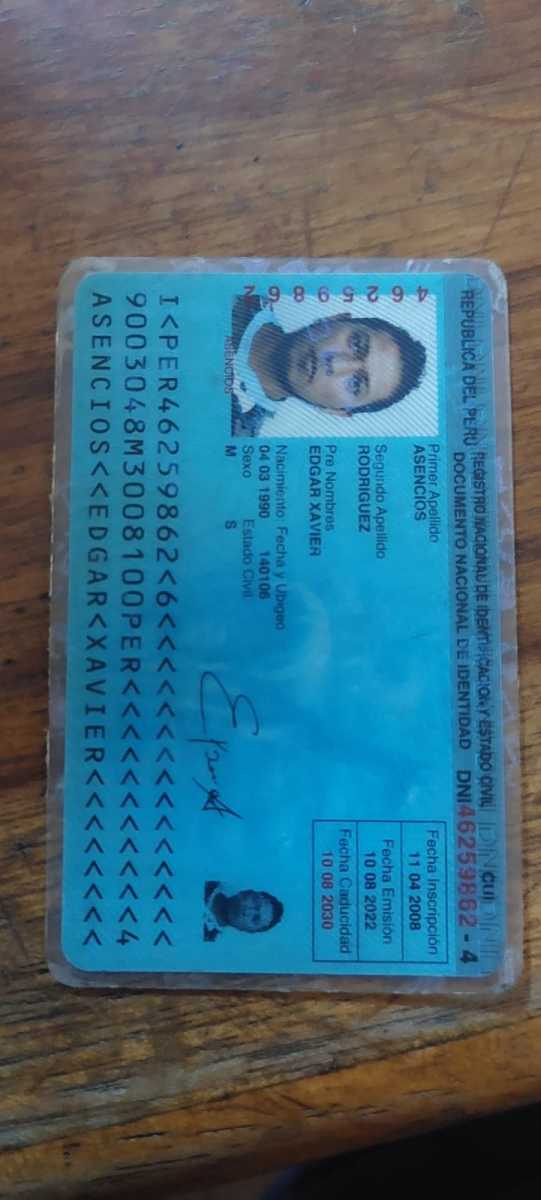 REPUBLICA DEL PERU REGISTRO NACIONAL DE IDENTIFICACION Y ESTADO CIVIL
DOCUMENTO NACIONAL DE IDENTIDAD DNI 46259862 - 4
CUI
Primer Apellido
ASENCIOS
Segundo Apellido
RODRIGUEZ
Pre Nombres
EDGAR XAVIER
Nacimiento: Fecha y Ubigeo
04 03 1990 140106
Sexo Estado Civil
M S
Fecha Inscripción
11 04 2008
Fecha Emisión
10 08 2022
Fecha Caducidad
10 08 2030
46259862
ASENCIOS
I<PER46259862<6<<<<<<<<<<<<<<<
9003048M3008100PER<<<<<<<<<<<4
ASENCIOS<<EDGAR<XAVIER<<<<<<<<